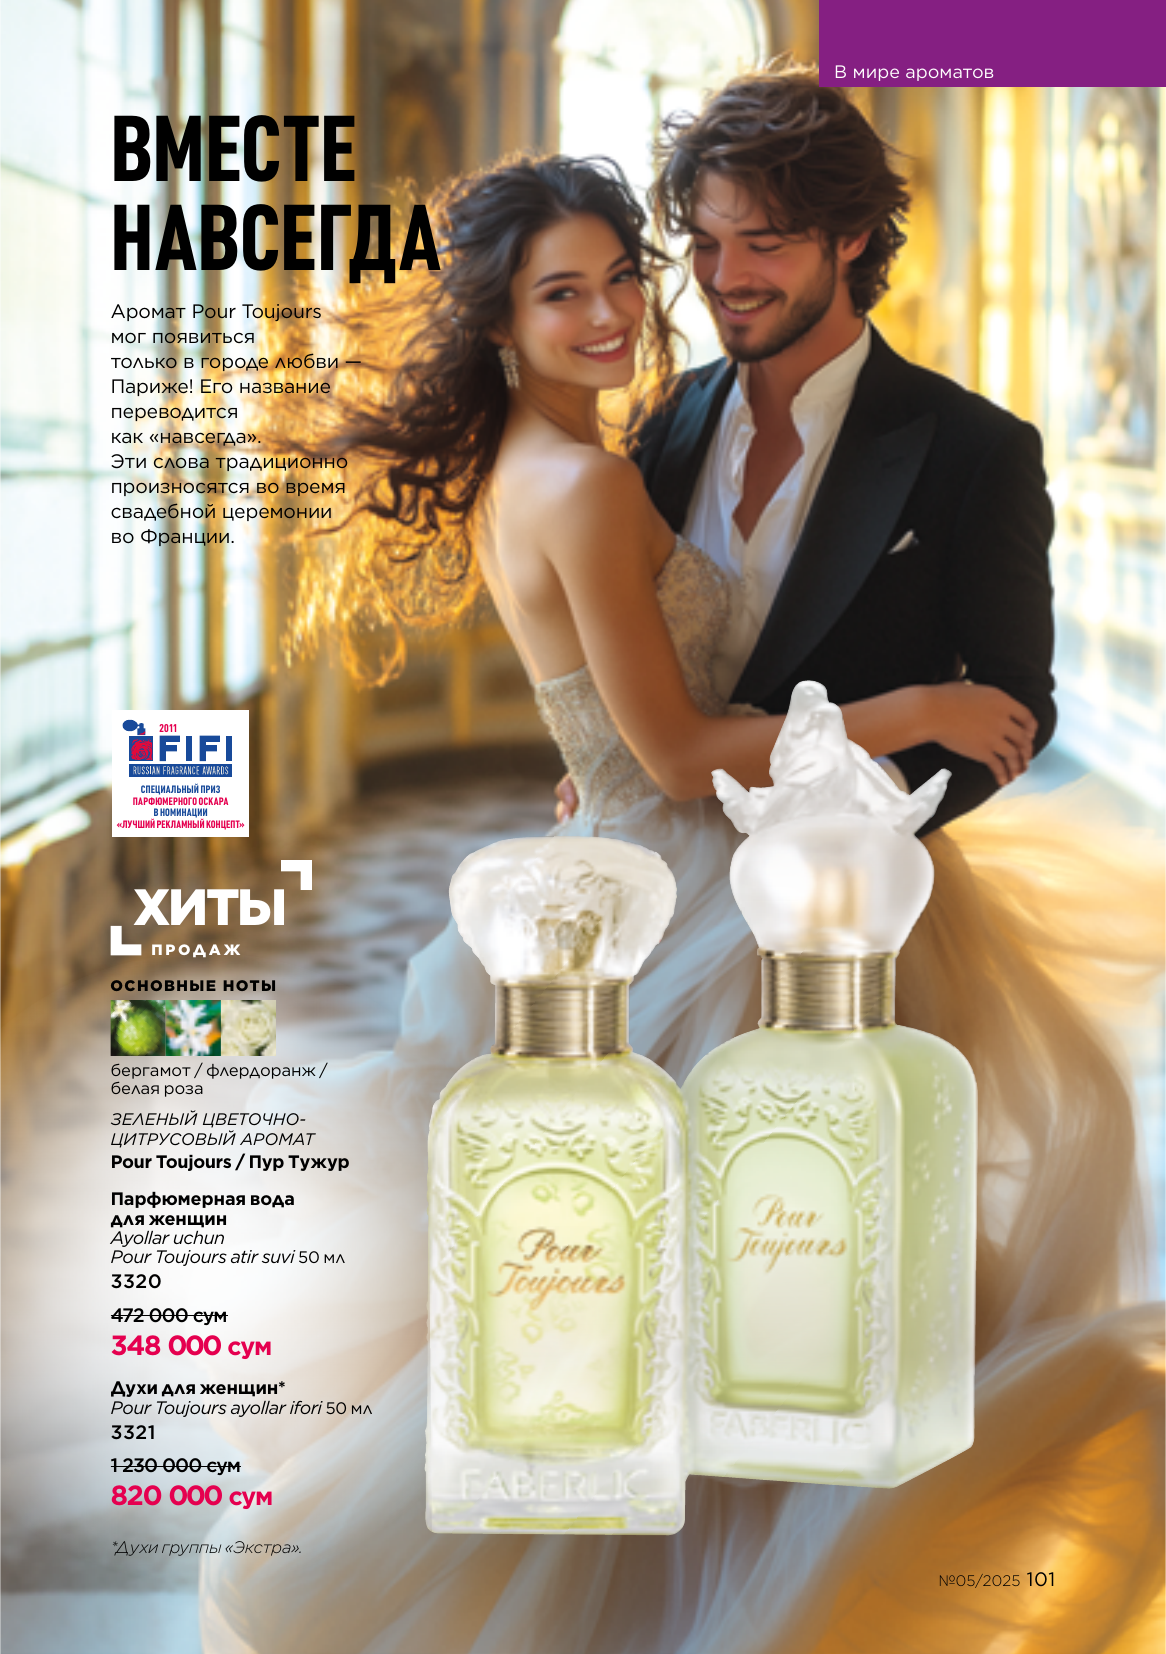 В мире ароматов
ВМЕСТЕ
НАВСЕГДА
Аромат Pour Toujours
мог появиться
только в городе любви —
Париже! Его название
переводится
как «навсегда».
Эти слова традиционно
произносятся во время
свадебной церемонии
во Франции.
2011
FIFI
RUSSIAN FRAGRANCE AWARDS
СПЕЦИАЛЬНЫЙ ПРИЗ
ПАРФЮМЕРНОГО ОСКАРА
В НОМИНАЦИИ
«ЛУЧШИЙ РЕКЛАМНЫЙ КОНЦЕПТ»
ХИТЫ
ПРОДАЖ
ОСНОВНЫЕ НОТЫ
бергамот / флердоранж /
белая роза
ЗЕЛЕНЫЙ ЦВЕТОЧНО-
ЦИТРУСОВЫЙ АРОМАТ
Pour Toujours / Пур Тужур
Парфюмерная вода
для женщин
Ayollar uchun
Pour Toujours atir suvi 50 мл
3320
472 000 сум
348 000 сум
Духи для женщин*
Pour Toujours ayollar ifori 50 мл
3321
1 230 000 сум
820 000 сум
*Духи группы «Экстра».
Pour
Toujours
FABERLIC
Pour
Toujours
FABERLIC
№05/2025 101